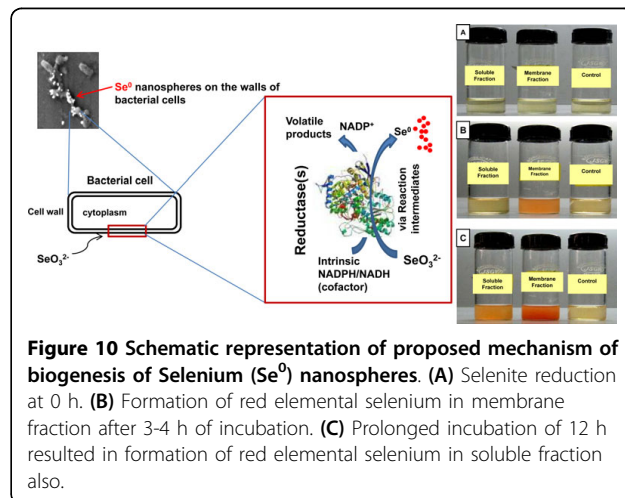 Se⁰ nanospheres on the walls of
bacterial cells
Bacterial cell
Cell wall
cytoplasm
SeO₃²⁻
Volatile
products
NADP⁺
Se⁰
Reductase(s)
via Reaction
intermediates
Intrinsic
NADPH/NADH
(cofactor)
SeO₃²⁻
A
Soluble
Fraction
Membrane
Fraction
Control
B
Soluble
Fraction
Membrane
Fraction
Control
C
Soluble
Fraction
Membrane
Fraction
Control
Figure 10 Schematic representation of proposed mechanism of
biogenesis of Selenium (Se⁰) nanospheres. (A) Selenite reduction
at 0 h. (B) Formation of red elemental selenium in membrane
fraction after 3-4 h of incubation. (C) Prolonged incubation of 12 h
resulted in formation of red elemental selenium in soluble fraction
also.